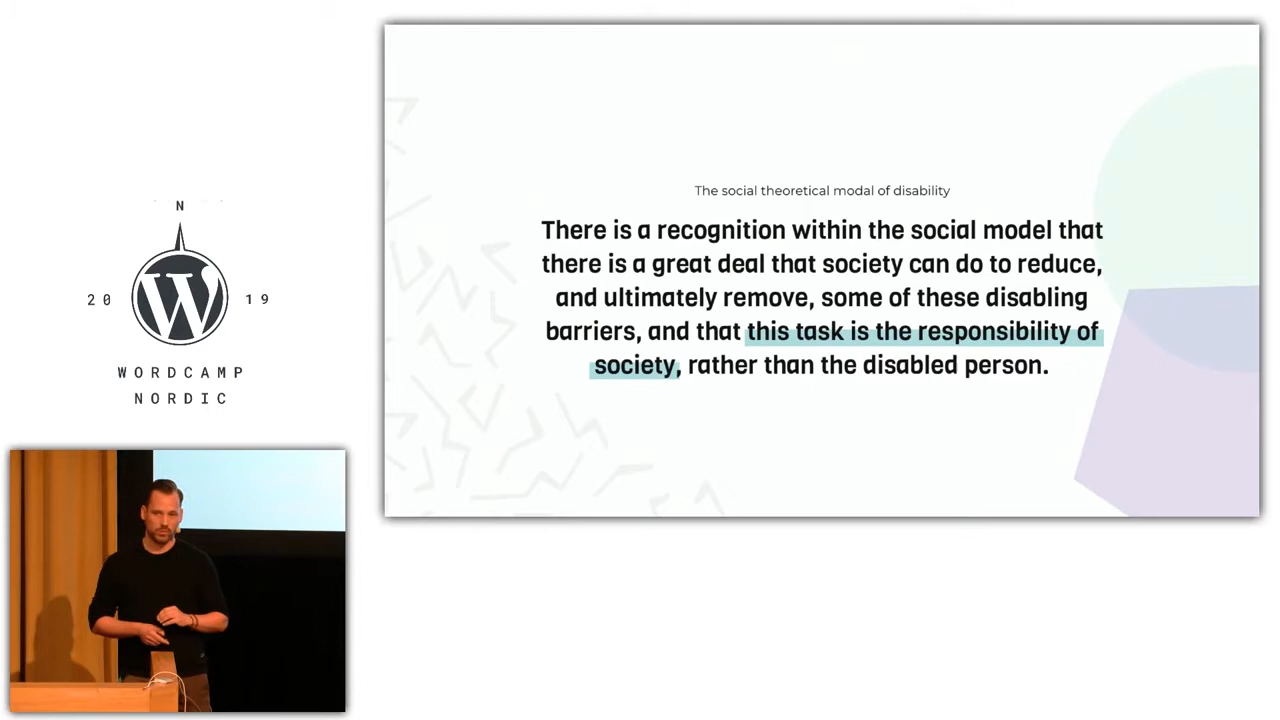 N
20 19
WORDCAMP
NORDIC
The social theoretical modal of disability
There is a recognition within the social model that
there is a great deal that society can do to reduce,
and ultimately remove, some of these disabling
barriers, and that this task is the responsibility of
society, rather than the disabled person.